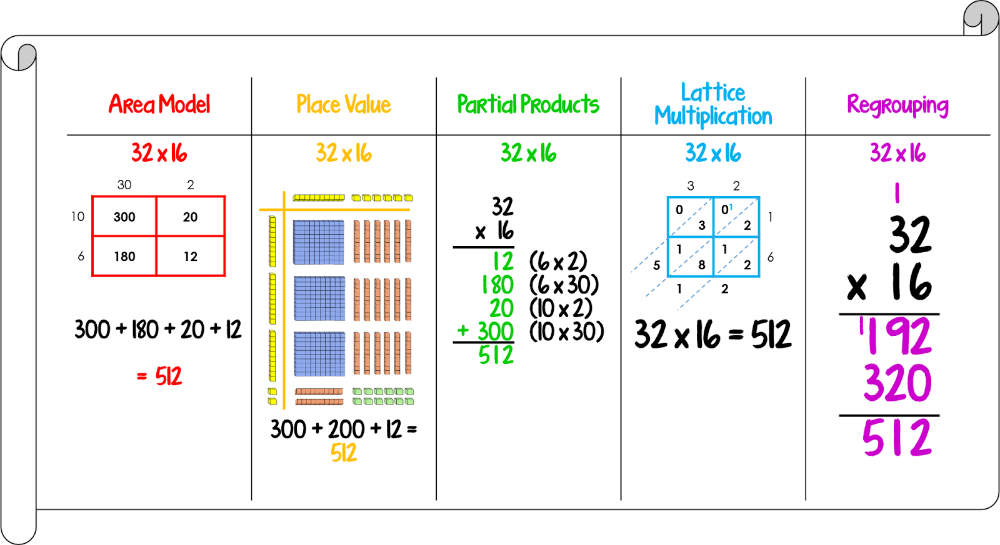 Area Model
32 x 16
30 2
10 300 20
6 180 12
300 + 180 + 20 + 12
= 512
Place Value
32 x 16
300 + 200 + 12 =
512
Partial Products
32 x 16
32
x 16
12 (6 x 2)
180 (6 x 30)
20 (10 x 2)
+ 300 (10 x 30)
512
Lattice
Multiplication
32 x 16
3 2
0 0 1
3 2 1
1 1
5 8 2 6
1 2
32 x 16 = 512
Regrouping
32 x 16
1
32
x 16
1 192
320
512